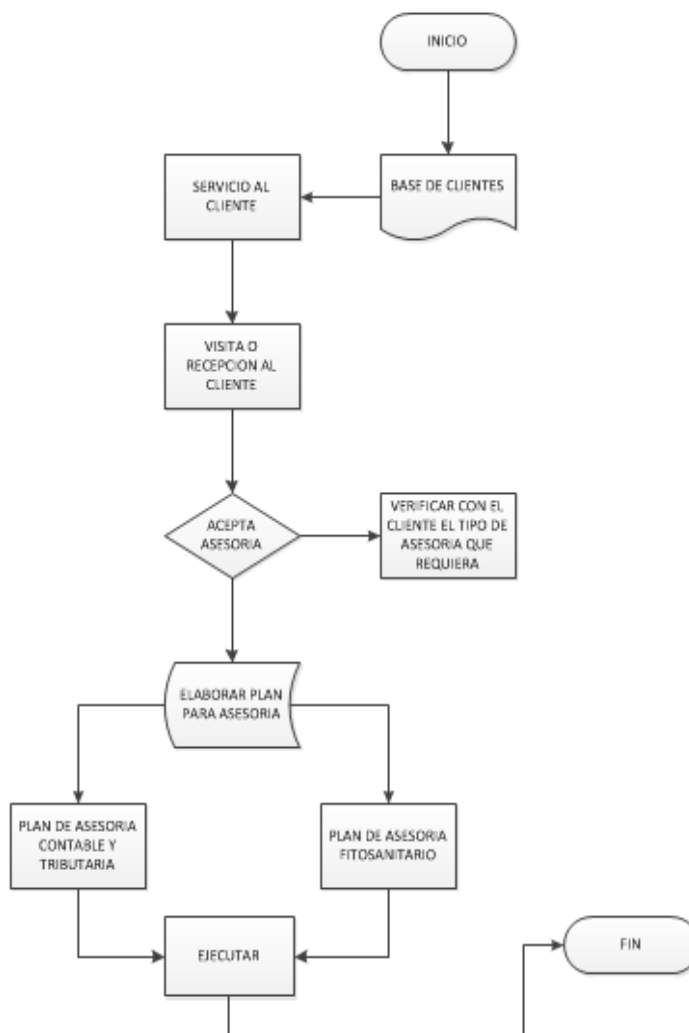 INICIO
BASE DE CLIENTES
SERVICIO AL
CLIENTE
VISITA O
RECEPCION AL
CLIENTE
ACEPTA
ASESORIA
VERIFICAR CON EL
CLIENTE EL TIPO DE
ASESORIA QUE
REQUIERA
ELABORAR PLAN
PARA ASESORIA
PLAN DE ASESORIA
CONTABLE Y
TRIBUTARIA
PLAN DE ASESORIA
FITOSANITARIO
EJECUTAR
FIN